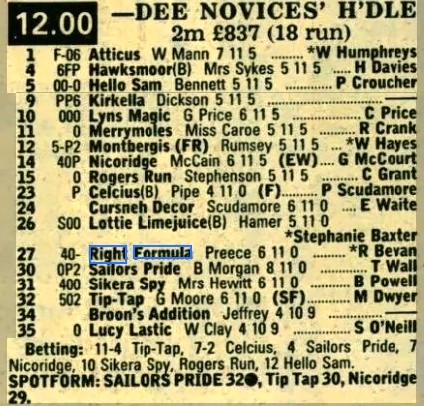 12.00 —DEE NOVICES' H'DLE
2m £837 (18 run)
1 F-06 Atticus W Mann 7 11 5 ......... *W Humphreys
4 6FP Hawksmoor(B) Mrs Sykes 5 11 5 .... H Davies
5 00-0 Hello Sam Bennett 5 11 5 ......... P Croucher
9 PP6 Kirkella Dickson 5 11 5 .........
10 000 Lyns Magic G Price 6 11 5 ......... C Price
11 0 Merrymoles Miss Caroe 5 11 5 ......... R Crank
12 5-P2 Montbergis (FR) Rumsey 5 11 5 ... *W Hayes
14 40P Nicoridge McCain 6 11 5 (EW).... G McCourt
15 0 Rogers Run Stephenson 5 11 5 ......... C Grant
23 P Celcius(B) Pipe 4 11 0 (F)......... P Scudamore
24 Cursneh Decor Scudamore 6 11 0 .... E Waite
26 S00 Lottie Limejuice(B) Hamer 5 11 0
*Stephanie Baxter
27 40- Right Formula Preece 6 11 0 ......... *R Bevan
30 0P2 Sailors Pride B Morgan 8 11 0 ......... T Wall
31 400 Sikera Spy Mrs Hewitt 6 11 0 ......... B Powell
32 502 Tip-Tap G Moore 6 11 0 (SF) ......... M Dwyer
34 Broon's Addition Jeffrey 4 10 9 .........
35 0 Lucy Lastic W Clay 4 10 9 ......... S O'Neill
Betting: 11-4 Tip-Tap, 7-2 Celcius, 4 Sailors Pride, 7
Nicoridge, 10 Sikera Spy, Rogers Run, 12 Hello Sam.
SPOTFORM: SAILORS PRIDE 32●, Tip Tap 30, Nicoridge
29.